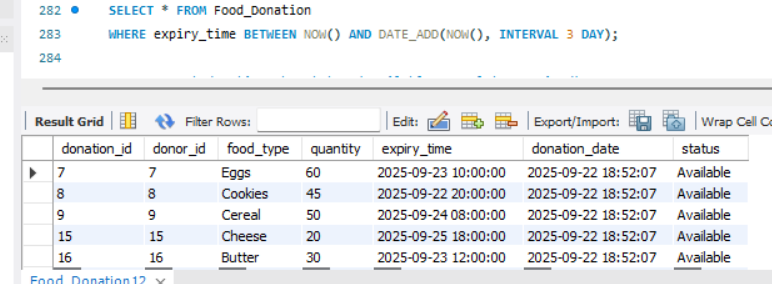 282 SELECT * FROM Food_Donation
283 WHERE expiry_time BETWEEN NOW() AND DATE_ADD(NOW(), INTERVAL 3 DAY);
284
Result Grid Filter Rows: Edit: Export/Import: Wrap Cell Co
donation_id donor_id food_type quantity expiry_time donation_date status
7 7 Eggs 60 2025-09-23 10:00:00 2025-09-22 18:52:07 Available
8 8 Cookies 45 2025-09-22 20:00:00 2025-09-22 18:52:07 Available
9 9 Cereal 50 2025-09-24 08:00:00 2025-09-22 18:52:07 Available
15 15 Cheese 20 2025-09-25 18:00:00 2025-09-22 18:52:07 Available
16 16 Butter 30 2025-09-23 12:00:00 2025-09-22 18:52:07 Available
Food_Donation12